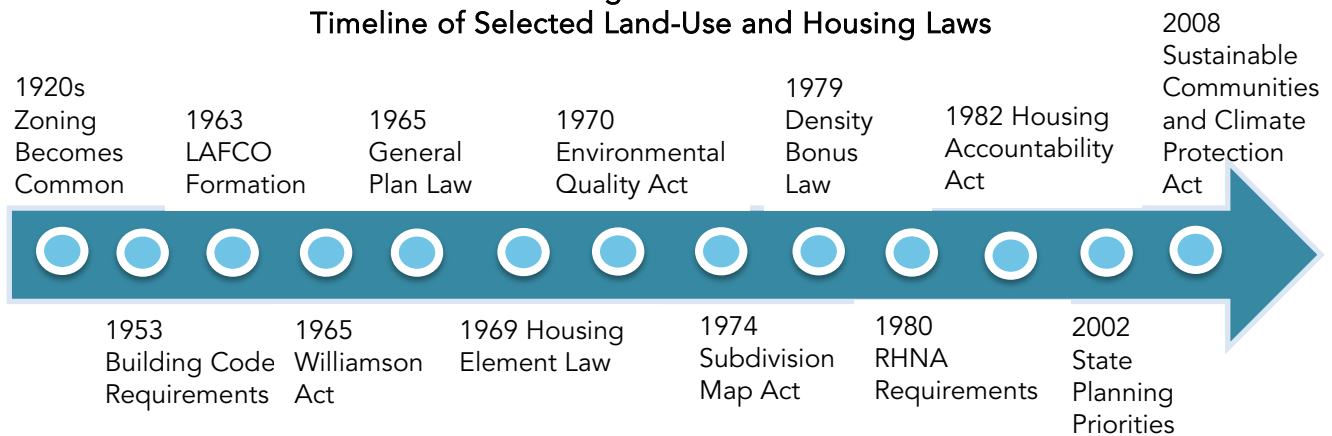 Timeline of Selected Land-Use and Housing Laws
1920s
Zoning
Becomes
Common
1963
LAFCO
Formation
1965
General
Plan Law
1970
Environmental
Quality Act
1979
Density
Bonus
Law
1982 Housing
Accountability
Act
2008
Sustainable
Communities
and Climate
Protection
Act
1953
Building Code
Requirements
1965
Williamson
Act
1969 Housing
Element Law
1974
Subdivision
Map Act
1980
RHNA
Requirements
2002
State
Planning
Priorities